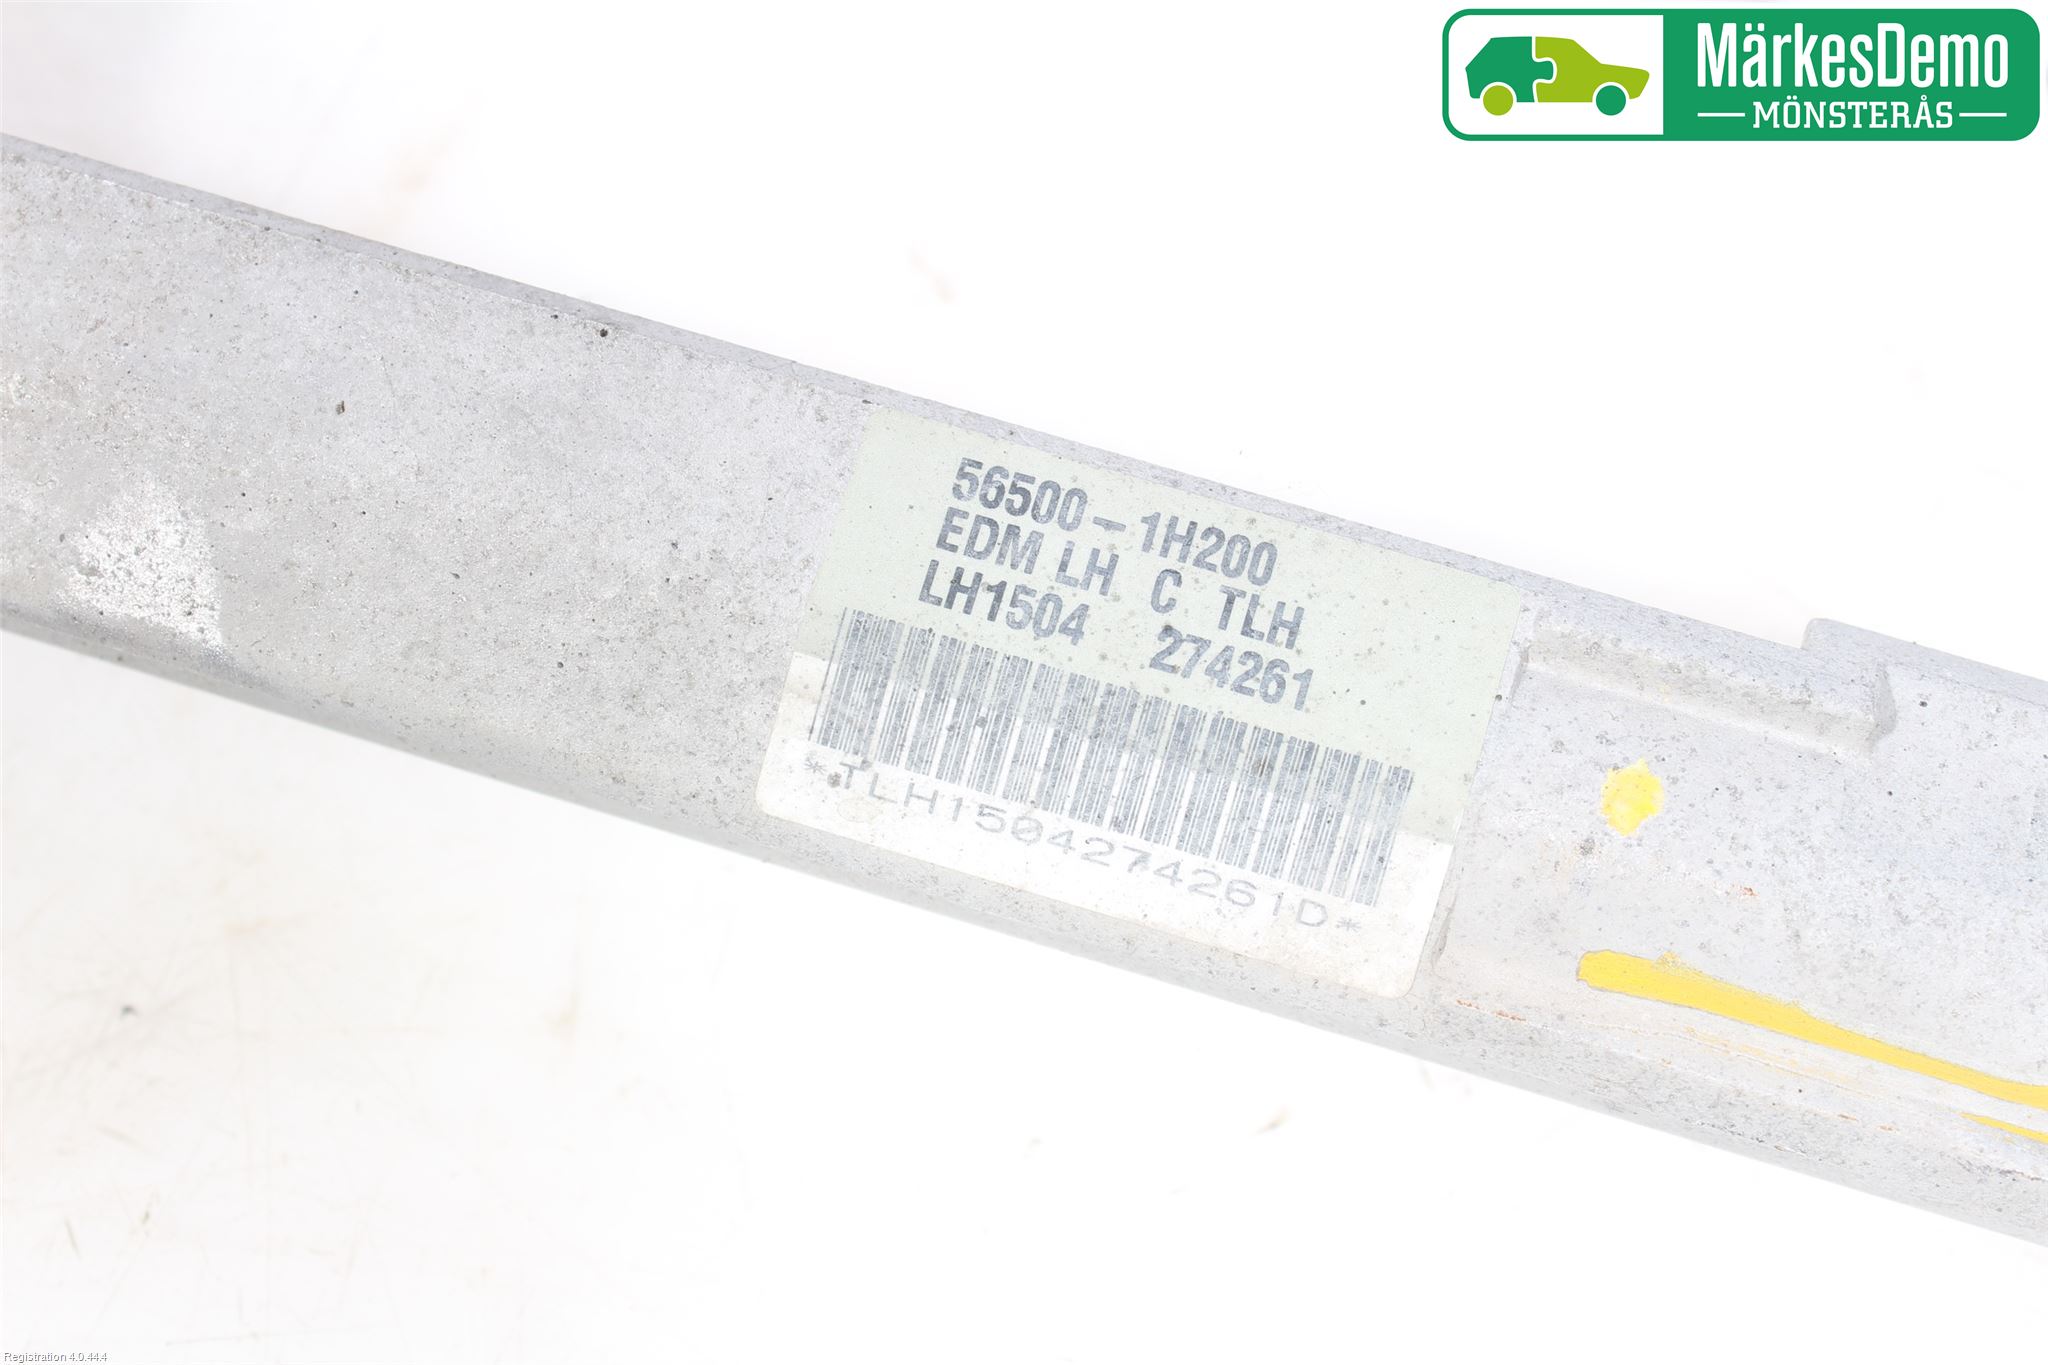 MärkesDemo
MÖNSTERÅS
56500-1H200
EDM LH C TLH
LH1504 274261
*TLH1504274261D*
Registration 4.0.44.4